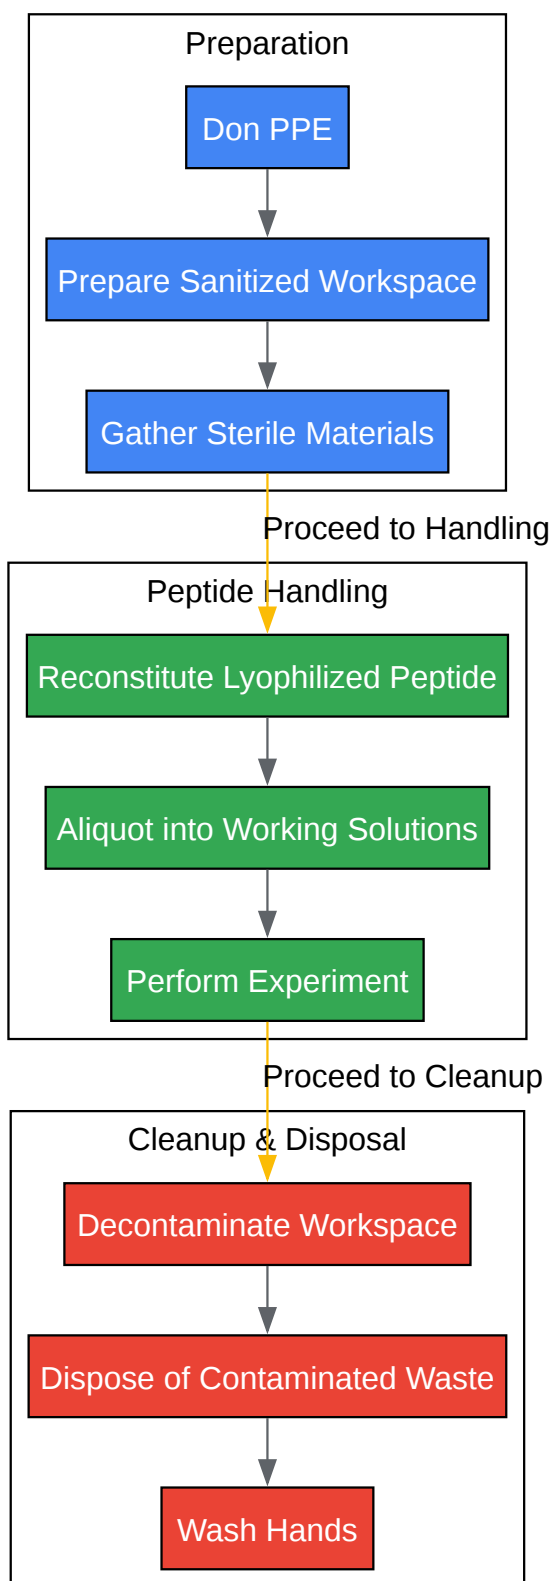 Preparation
Don PPE
Prepare Sanitized Workspace
Gather Sterile Materials
Proceed to Handling
Peptide Handling
Reconstitute Lyophilized Peptide
Aliquot into Working Solutions
Perform Experiment
Proceed to Cleanup
Cleanup & Disposal
Decontaminate Workspace
Dispose of Contaminated Waste
Wash Hands